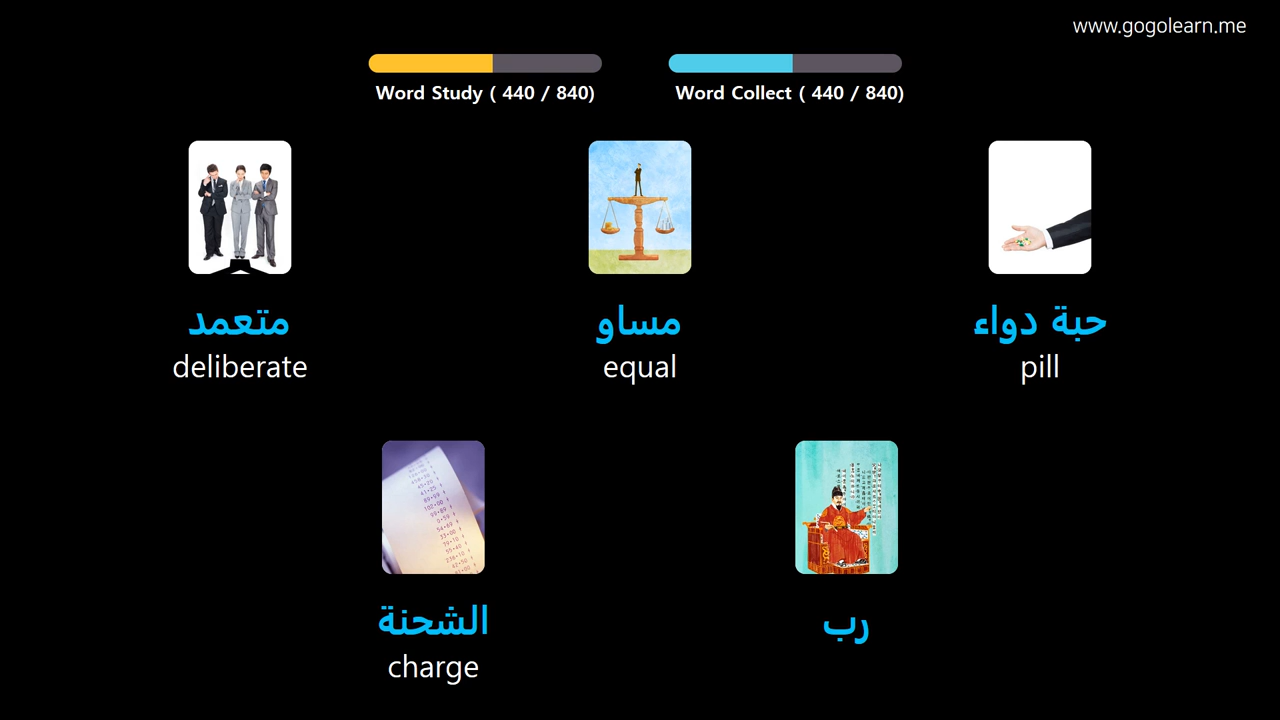 www.gogolearn.me
Word Study ( 440 / 840)
Word Collect ( 440 / 840)
متعمد
deliberate
مساو
equal
حبة دواء
pill
الشحنة
charge
رب